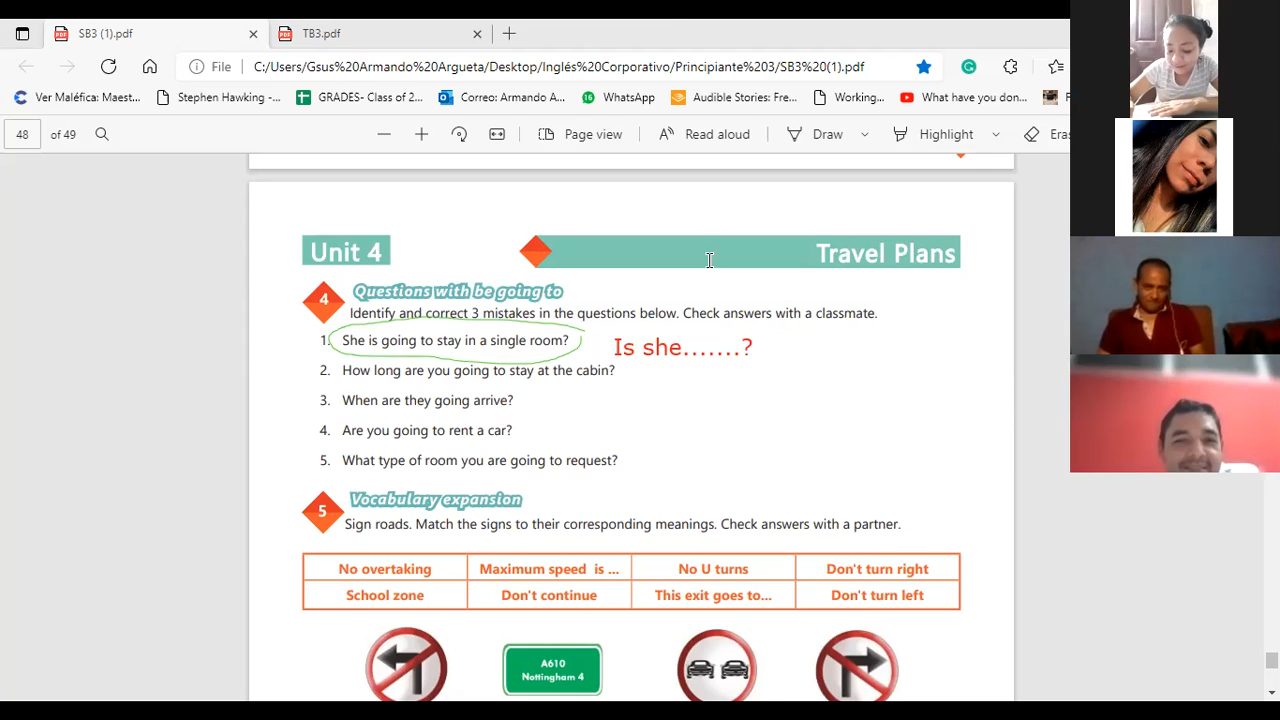 SB3 (1).pdf
TB3.pdf
File
C:/Users/Gsus%20Armando%20Argueta/Desktop/Inglés%20Corporativo/Principiante%203/SB3%20(1).pdf
Ver Maléfica: Maest...
Stephen Hawking -...
GRADES- Class of 2...
Correo: Armando A...
16
WhatsApp
Audible Stories: Fre...
Working...
What have you don...
48
of 49
Page view
Read aloud
Draw
Highlight
Eras
Unit 4
Travel Plans
4
Questions with be going to
Identify and correct 3 mistakes in the questions below. Check answers with a classmate.
1. She is going to stay in a single room?
Is she.......?
2. How long are you going to stay at the cabin?
3. When are they going arrive?
4. Are you going to rent a car?
5. What type of room you are going to request?
5
Vocabulary expansion
Sign roads. Match the signs to their corresponding meanings. Check answers with a partner.
No overtaking
Maximum speed is ...
No U turns
Don't turn right
School zone
Don't continue
This exit goes to...
Don't turn left
A610
Nottingham 4